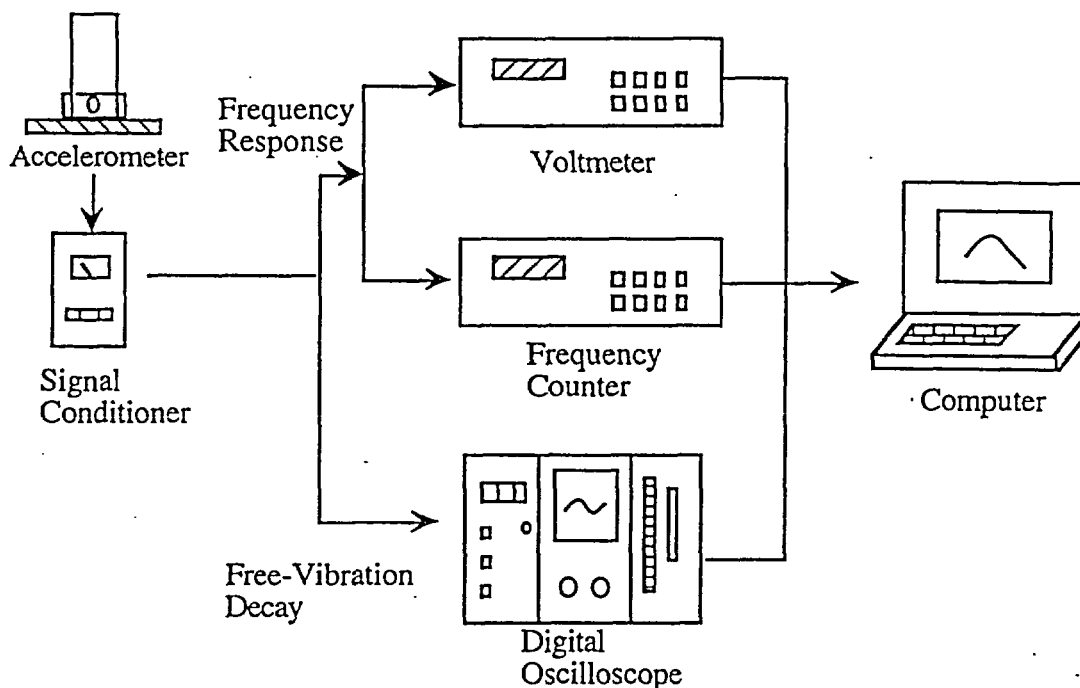 Accelerometer
Frequency
Response
Voltmeter
Signal
Conditioner
Frequency
Counter
Computer
Free-Vibration
Decay
Digital
Oscilloscope